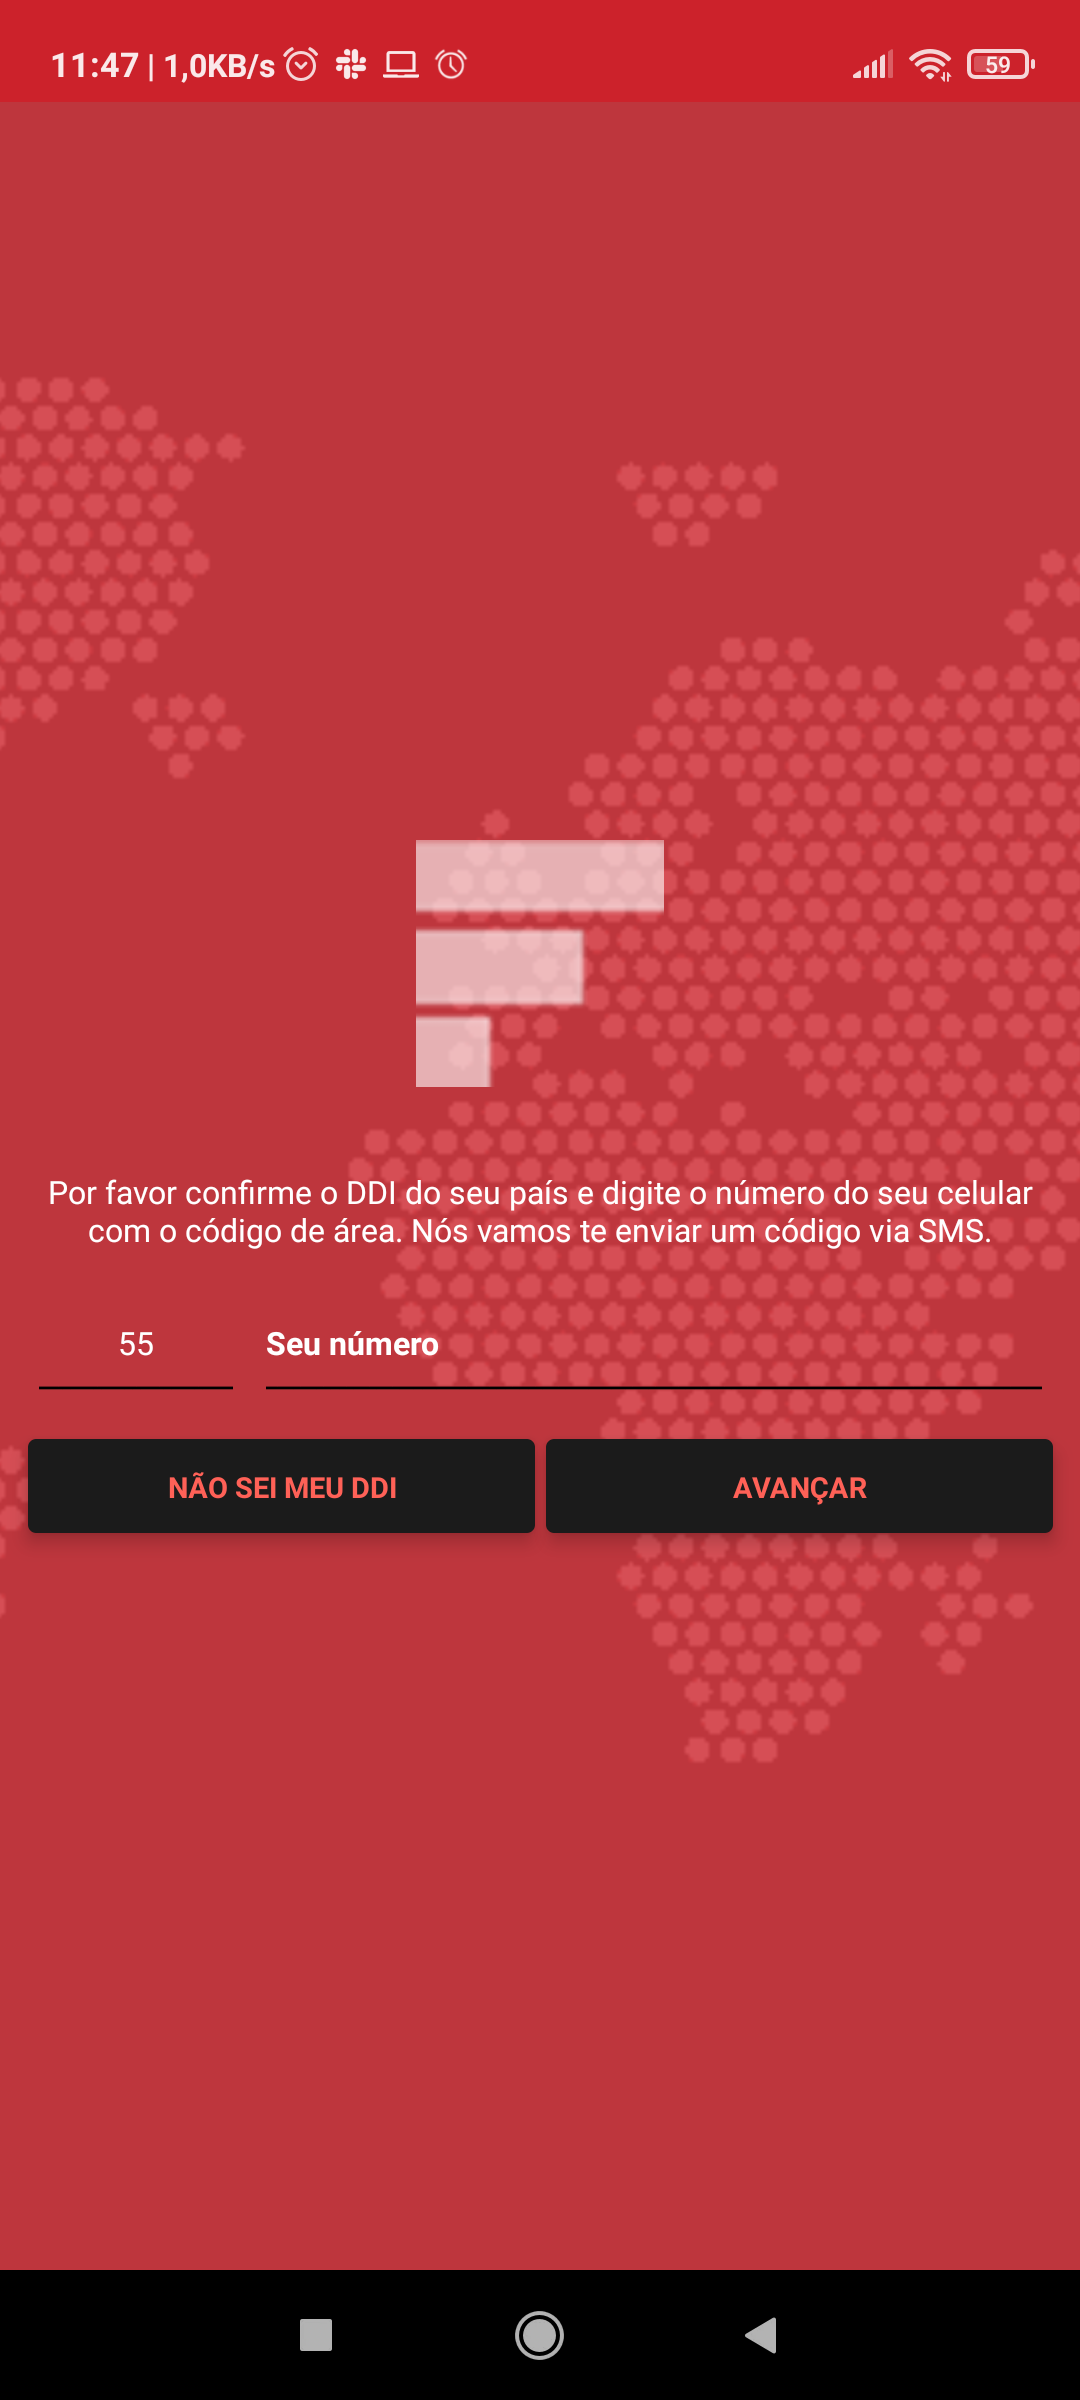 11:47 | 1,0KB/s
59
Por favor confirme o DDI do seu país e digite o número do seu celular
com o código de área. Nós vamos te enviar um código via SMS.
55 Seu número
NÃO SEI MEU DDI AVANÇAR